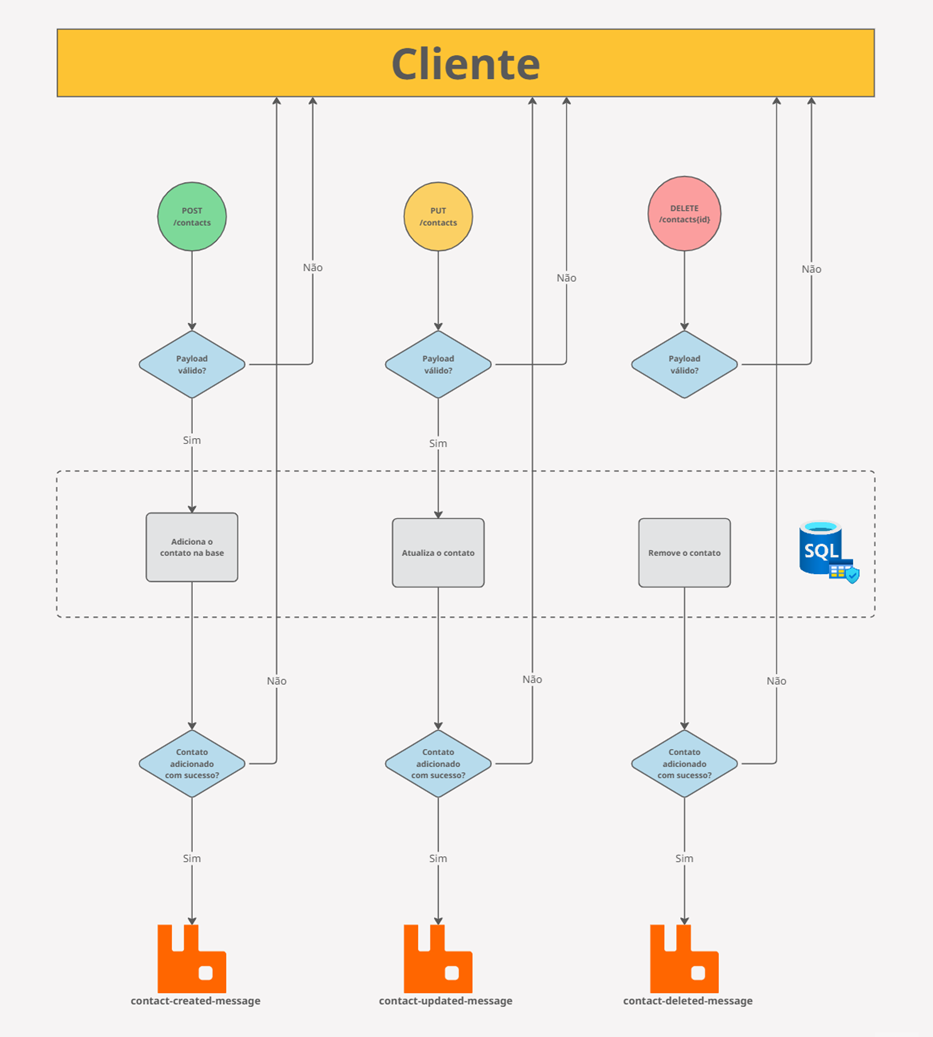 Cliente
POST
/contacts
PUT
/contacts
DELETE
/contacts{id}
Não
Não
Não
Payload
válido?
Payload
válido?
Payload
válido?
Sim
Sim
Adiciona o
contato na base
Atualiza o contato
Remove o contato
SQL
Não
Não
Não
Contato
adicionado
com sucesso?
Contato
adicionado
com sucesso?
Contato
adicionado
com sucesso?
Sim
Sim
Sim
contact-created-message
contact-updated-message
contact-deleted-message